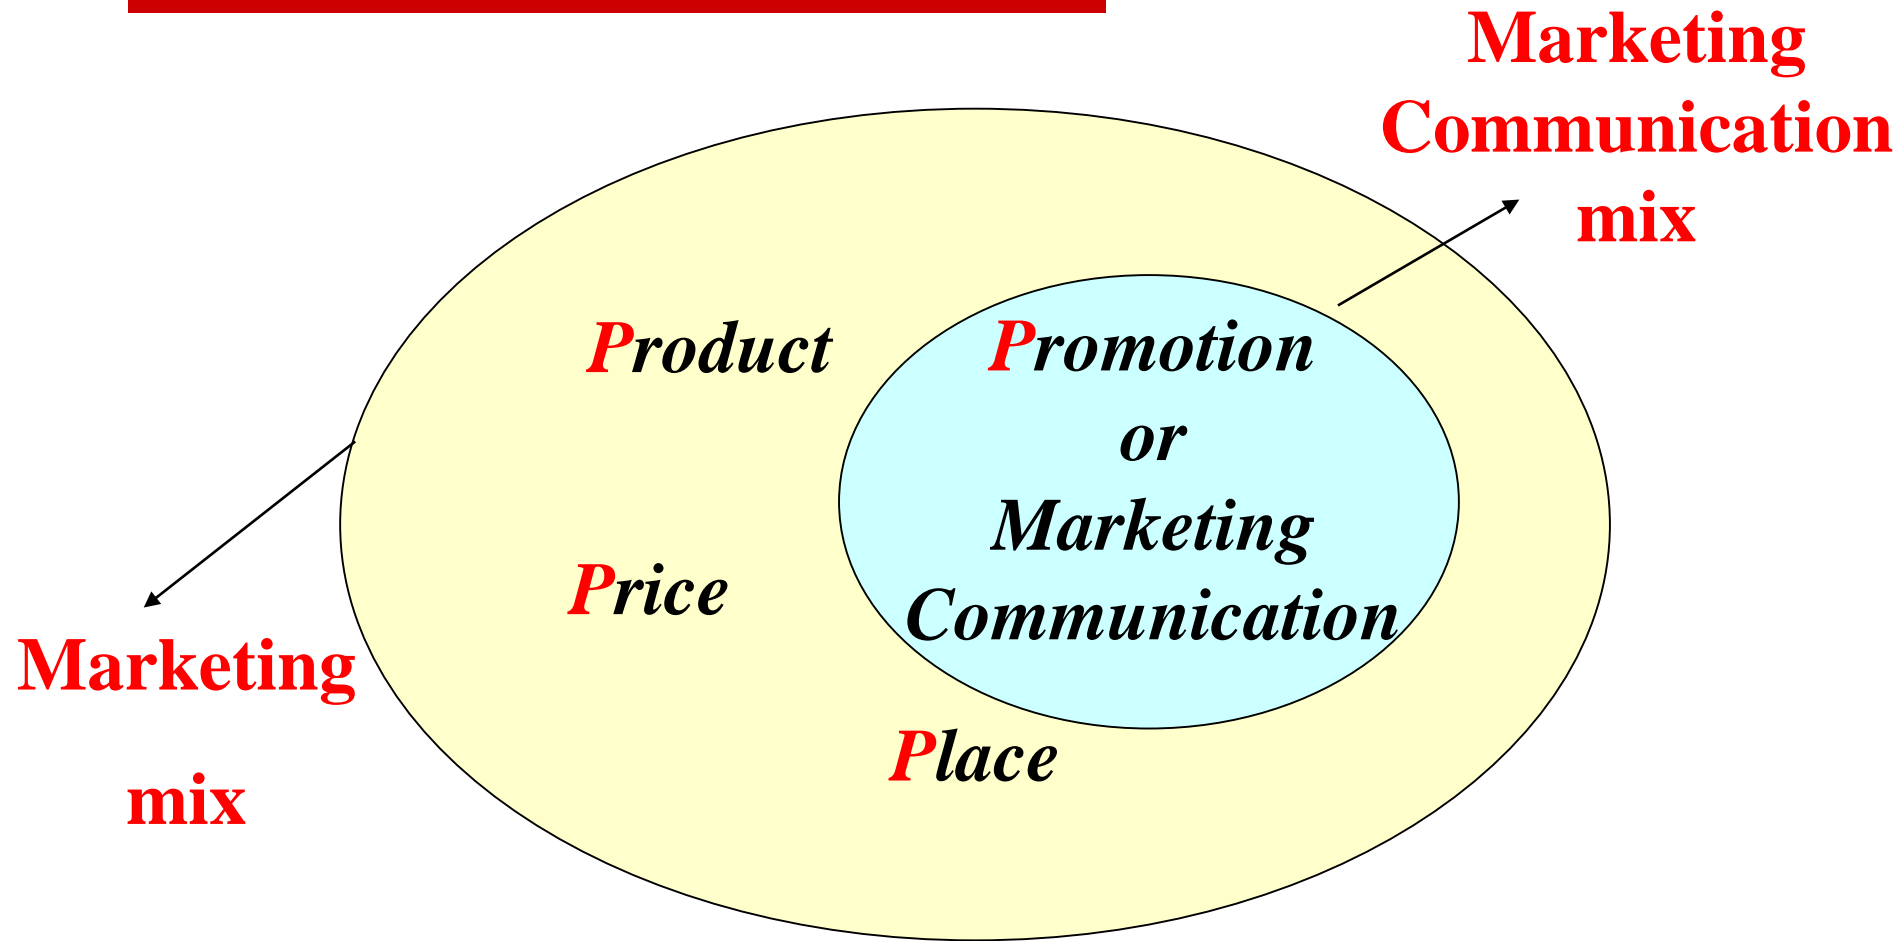 Marketing
Communication
mix
Product
Promotion
or
Marketing
Communication
Price
Place
Marketing
mix